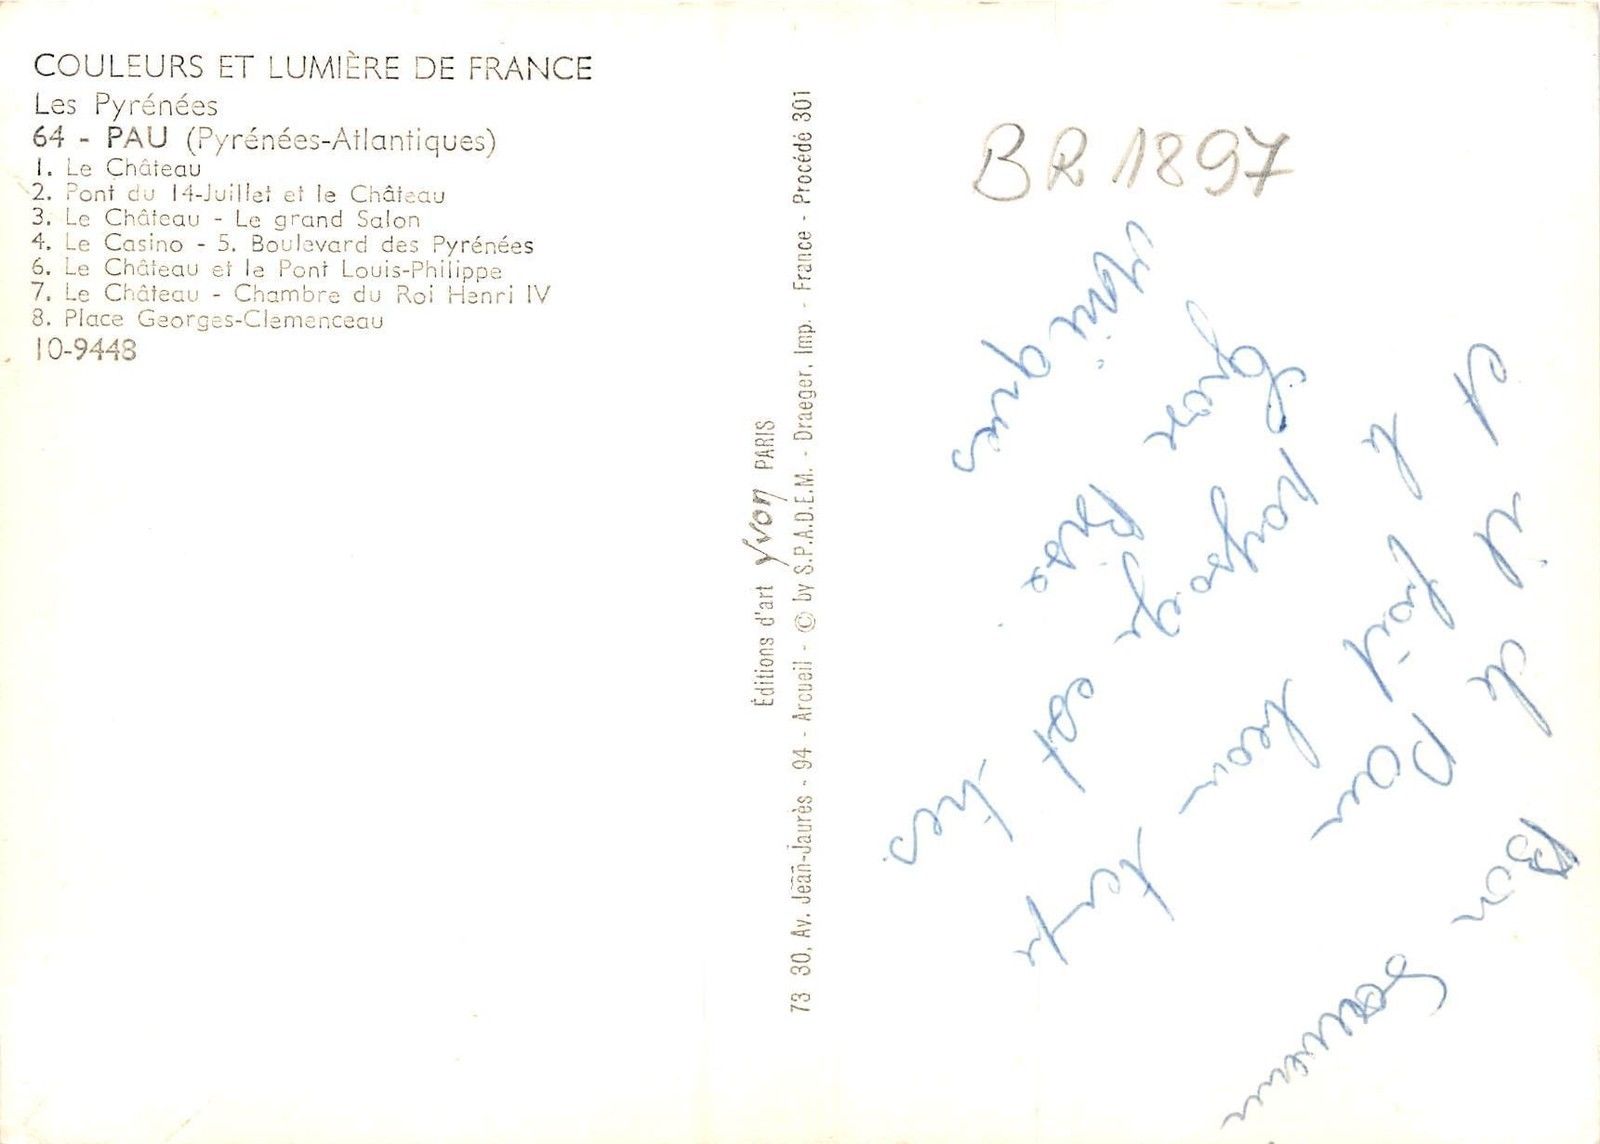 COULEURS ET LUMIÈRE DE FRANCE
Les Pyrénées
64 - PAU (Pyrénées-Atlantiques)
1. Le Château
2. Pont du 14-Juillet et le Château
3. Le Château - Le grand Salon
4. Le Casino - 5. Boulevard des Pyrénées
6. Le Château et le Pont Louis-Philippe
7. Le Château - Chambre du Roi Henri IV
8. Place Georges-Clemenceau
10-9448
Éditions d'art Yvon PARIS
73 30, Av. Jean-Jaurès - 94 - Arcueil - © by S.P.A.D.E.M. - Draeger, Imp. - France - Procédé 301
BR 1897
Bon Souvenir
de Pau
il fait beau temps
et le paysage est très
Grose